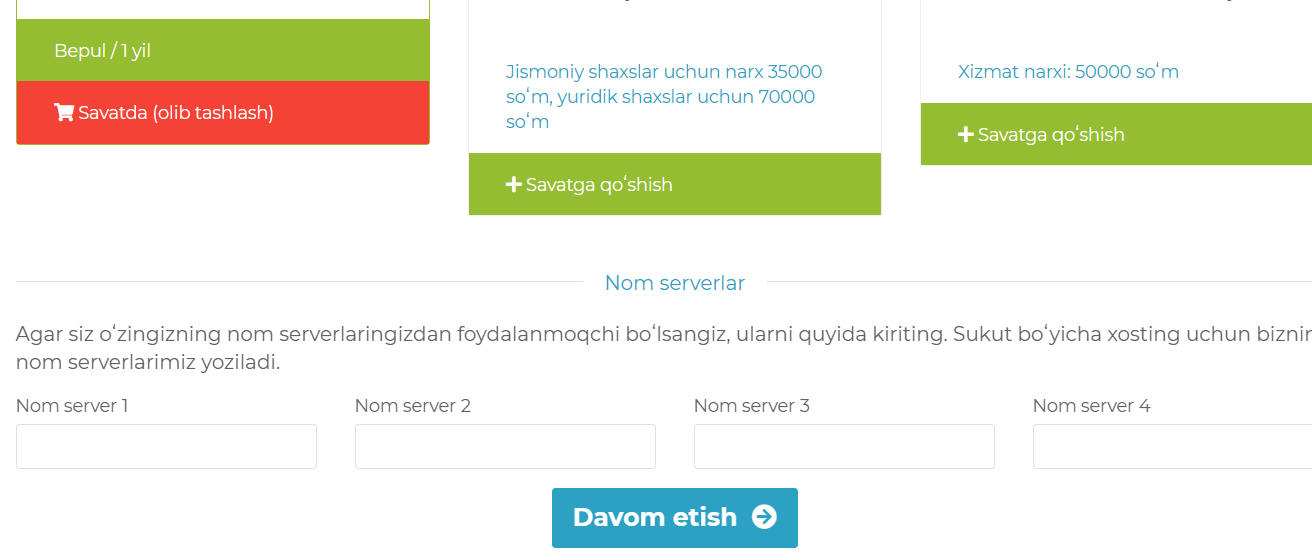 Bepul / 1 yil
Savatda (olib tashlash)
Jismoniy shaxslar uchun narx 35000
soʻm, yuridik shaxslar uchun 70000
soʻm
Savatga qoʻshish
Xizmat narxi: 50000 soʻm
Savatga qoʻshish
Nom serverlar
Agar siz oʻzingizning nom serverlaringizdan foydalanmoqchi boʻlsangiz, ularni quyida kiriting. Sukut boʻyicha xosting uchun
nom serverlarimiz yoziladi.
Nom server 1
Nom server 2
Nom server 3
Nom server 4
Davom etish